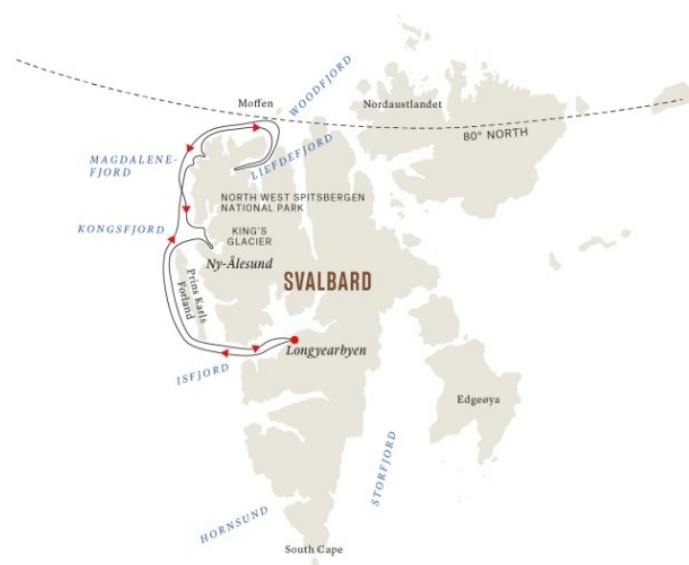 WOODFJORD
Moffen
Nordaustlandet
80° NORTH
MAGDALENE-
FJORD
LIEFDEFJORD
NORTH WEST SPITSBERGEN
NATIONAL PARK
KONGSFJORD
KING'S
GLACIER
Ny-Ålesund
SVALBARD
Prins Karls
Forland
Longyearbyen
ISFJORD
Edgeøya
STORFJORD
HORNSUND
South Cape